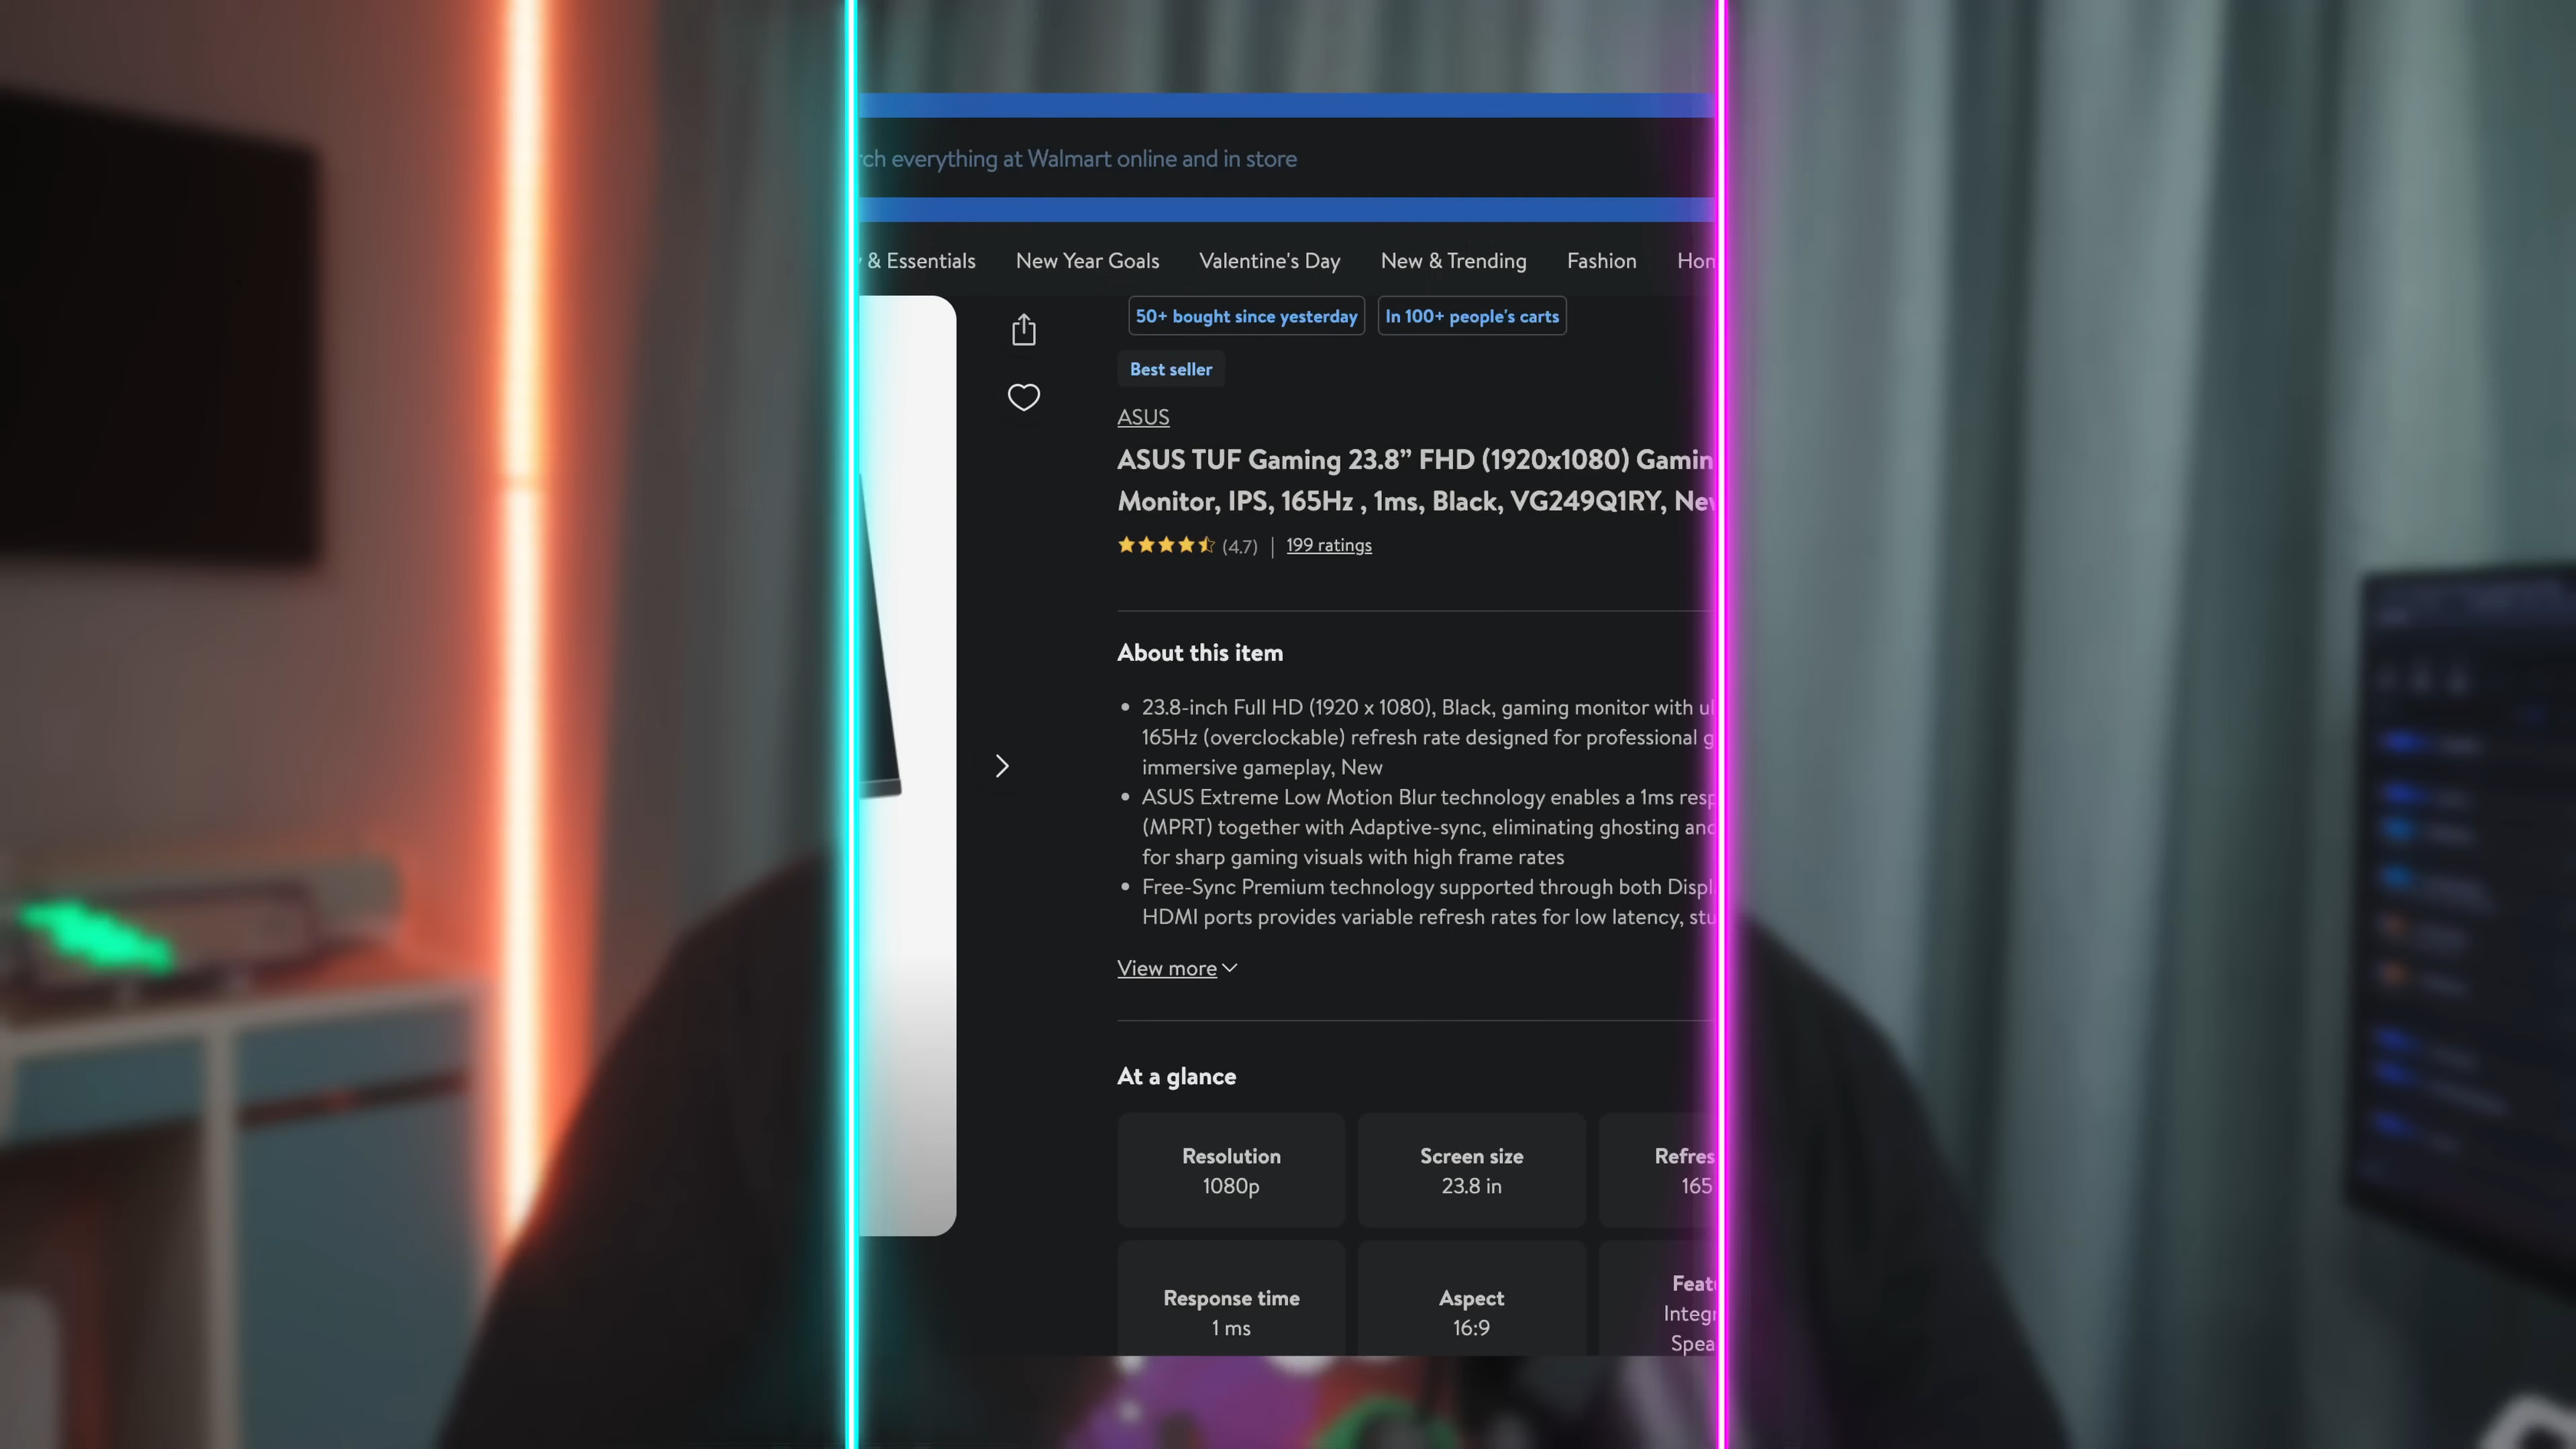 rch everything at Walmart online and in store
& Essentials New Year Goals Valentine's Day New & Trending Fashion Hon
50+ bought since yesterday In 100+ people's carts
Best seller
ASUS
ASUS TUF Gaming 23.8” FHD (1920x1080) Gamin
Monitor, IPS, 165Hz , 1ms, Black, VG249Q1RY, Nev
(4.7) | 199 ratings
About this item
• 23.8-inch Full HD (1920 x 1080), Black, gaming monitor with ul
165Hz (overclockable) refresh rate designed for professional g
immersive gameplay, New
• ASUS Extreme Low Motion Blur technology enables a 1ms resp
(MPRT) together with Adaptive-sync, eliminating ghosting and
for sharp gaming visuals with high frame rates
• Free-Sync Premium technology supported through both Displ
HDMI ports provides variable refresh rates for low latency, stu
View more
At a glance
Resolution Screen size Refres
1080p 23.8 in 165
Response time Aspect Featu
1 ms 16:9 Integr
Spea